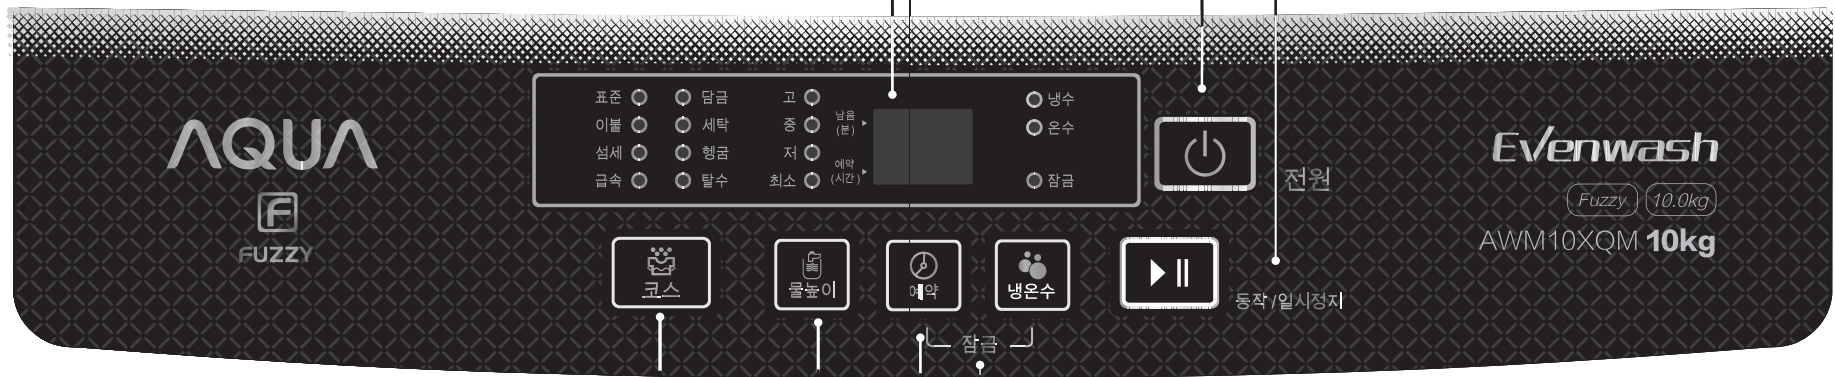 AQUA
F
FUZZY
표준 담금 고 냉수
이불 세탁 중 남음 (분) 온수
섬세 헹굼 저
급속 탈수 최소 예약 (시간) 잠금
전원
코스 물높이 예약 냉온수
동작/일시정지
잠금
Evenwash
Fuzzy 10.0kg
AWM10XQM 10kg